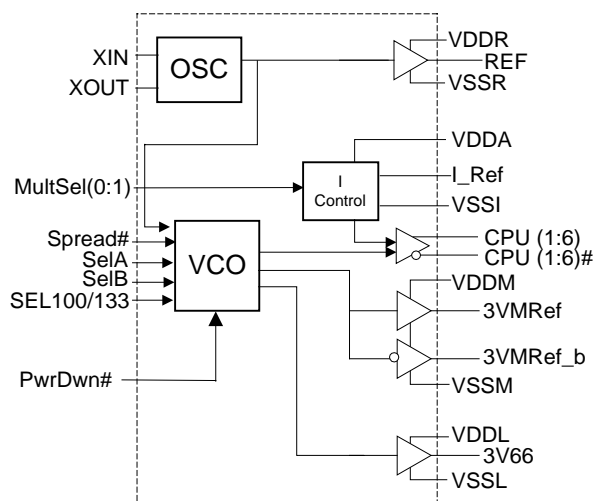 VDDR
XIN
OSC
REF
XOUT
VSSR
VDDA
I_Ref
MultSel(0:1)
I
Control
VSSI
Spread#
CPU (1:6)
SelA
VCO
CPU (1:6)#
SelB
VDDM
SEL100/133
3VMRef
3VMRef_b
PwrDwn#
VSSM
VDDL
3V66
VSSL